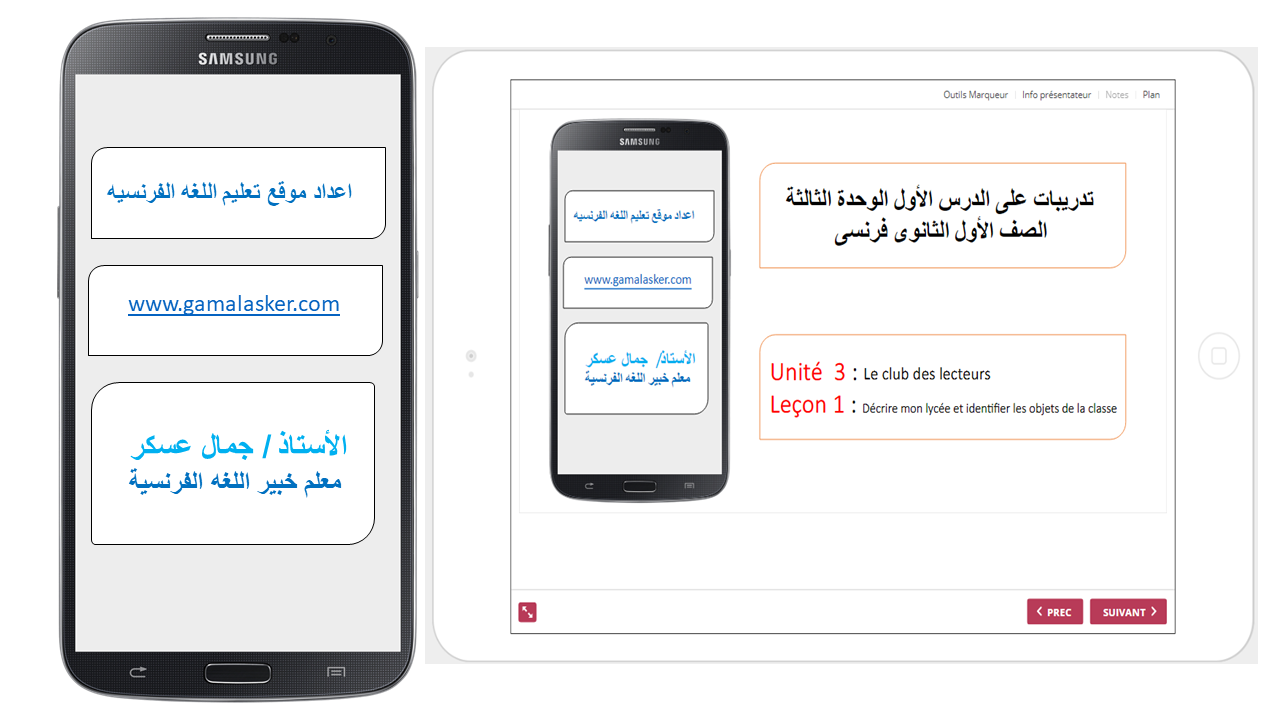 SAMSUNG
اعداد موقع تعليم اللغه الفرنسيه
www.gamalasker.com
الأستاذ / جمال عسكر
معلم خبير اللغه الفرنسية
Outils Marqueur | Info présentateur | Notes | Plan
SAMSUNG
اعداد موقع تعليم اللغه الفرنسيه
www.gamalasker.com
الأستاذ/ جمال عسكر
معلم خبير اللغه الفرنسية
تدريبات على الدرس الأول الوحدة الثالثة
الصف الأول الثانوى فرنسى
Unité 3 : Le club des lecteurs
Leçon 1 : Décrire mon lycée et identifier les objets de la classe
PREC
SUIVANT